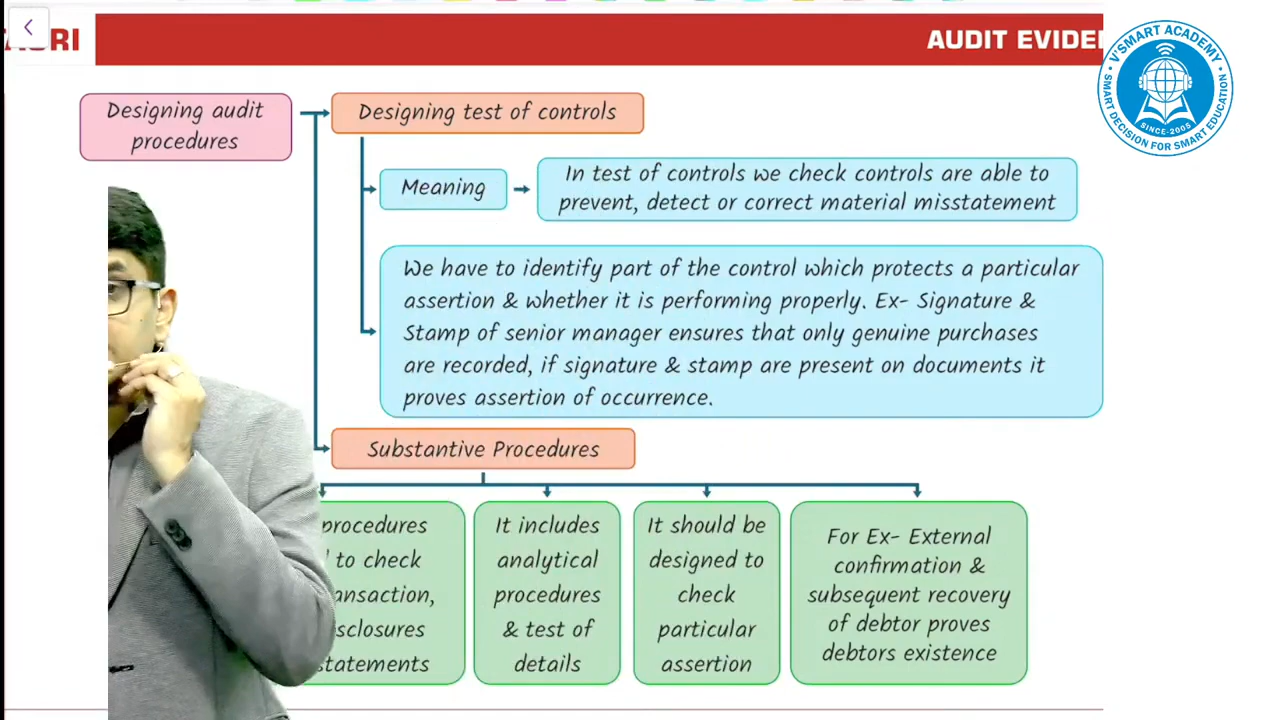 AUDIT
Designing audit
procedures
Designing test of controls
Meaning
In test of controls we check controls are able to
prevent, detect or correct material misstatement
We have to identify part of the control which protects a particular
assertion & whether it is performing properly. Ex- Signature &
Stamp of senior manager ensures that only genuine purchases
are recorded, if signature & stamp are present on documents it
proves assertion of occurrence.
Substantive Procedures
procedures
to check
statements
It includes
analytical
procedures
& test of
details
It should be
designed to
check
particular
assertion
For Ex- External
confirmation &
subsequent recovery
of debtor proves
debtors existence
V'SMART ACADEMY
SINCE-2005
SMART DECISION FOR SMART EDUCATION